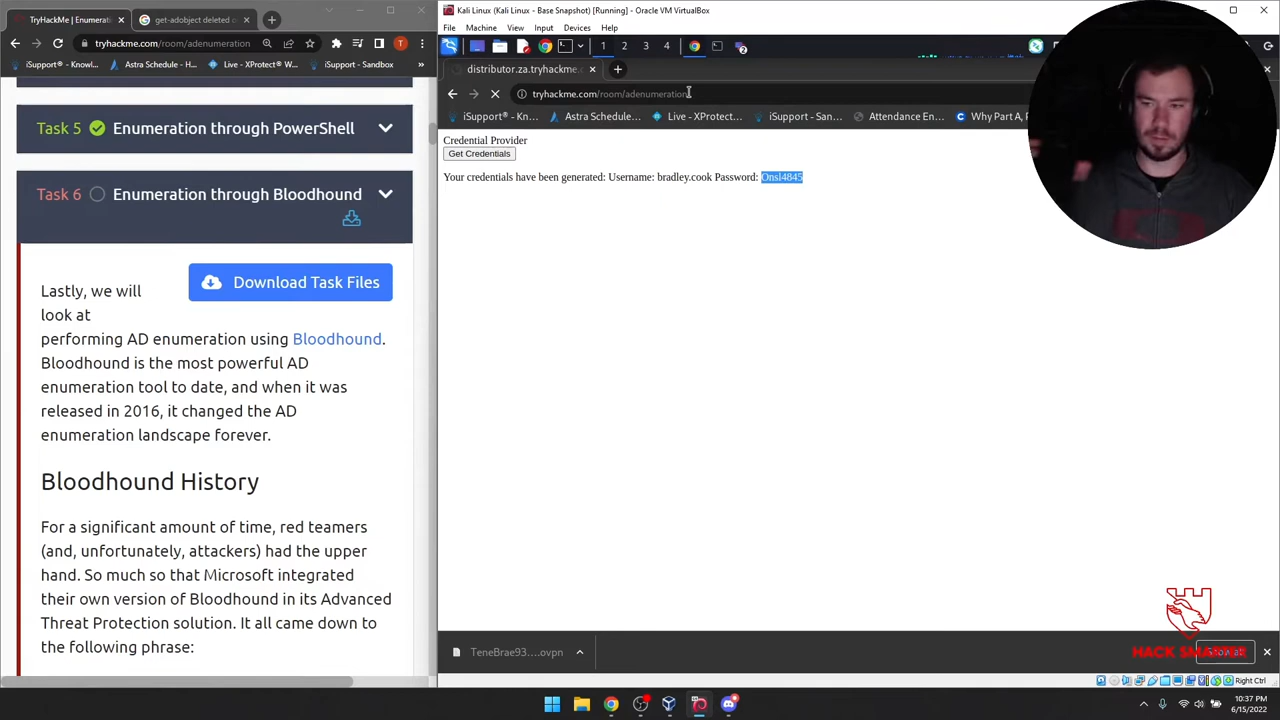 TryHackMe | Enumerati
get-adobject deleted o
tryhackme.com/room/adenumeration
T
iSupport® - Knowl...
Astra Schedule - H...
Live - XProtect® W...
iSupport - Sandbox
Task 5 Enumeration through PowerShell
Task 6 Enumeration through Bloodhound
Download Task Files
Lastly, we will
look at
performing AD enumeration using Bloodhound.
Bloodhound is the most powerful AD
enumeration tool to date, and when it was
released in 2016, it changed the AD
enumeration landscape forever.
Bloodhound History
For a significant amount of time, red teamers
(and, unfortunately, attackers) had the upper
hand. So much so that Microsoft integrated
their own version of Bloodhound in its Advanced
Threat Protection solution. It all came down to
the following phrase:
Kali Linux (Kali Linux - Base Snapshot) [Running] - Oracle VM VirtualBox
File Machine View Input Devices Help
1 2 3 4
distributor.za.tryhackme.c
tryhackme.com/room/adenumeration
iSupport® - Kn...
Astra Schedule...
Live - XProtect...
iSupport - San...
Attendance En...
Why Part A, P
Credential Provider
Get Credentials
Your credentials have been generated: Username: bradley.cook Password: Onsl4845
TeneBrae93....ovpn
HACK SMARTER
Right Ctrl
10:37 PM
6/15/2022